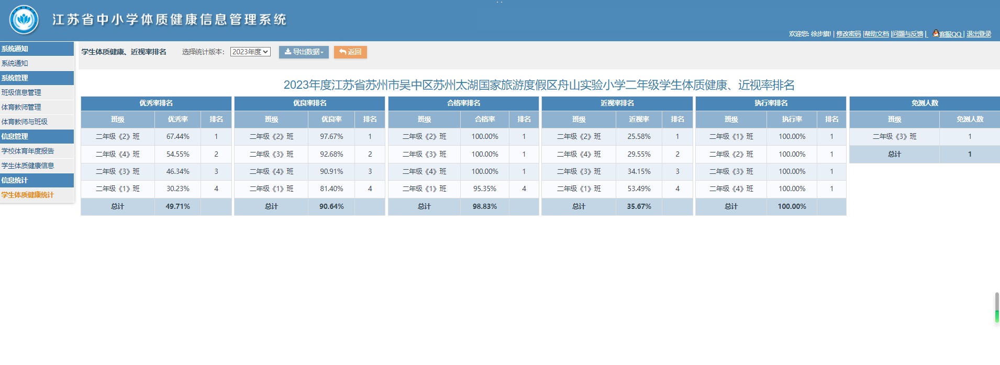 江苏省中小学体质健康信息管理系统
欢迎您: 徐步旗! | 修改密码 |帮助文档 |问题与反馈 | 客服QQ | 退出登录
系统通知
系统通知
系统管理
班级信息管理
体育教师管理
体育教师与班级
信息管理
学校体育年度报告
学生体质健康信息
信息统计
学生体质健康统计
学生体质健康、近视率排名 选择统计版本: 2023年度 导出数据 返回
2023年度江苏省苏州市吴中区苏州太湖国家旅游度假区舟山实验小学二年级学生体质健康、近视率排名
优秀率排名 优良率排名 合格率排名 近视率排名 执行率排名 免测人数
班级 优秀率 排名 班级 优良率 排名 班级 合格率 排名 班级 近视率 排名 班级 执行率 排名 班级 免测人数
二年级《2》班 67.44% 1 二年级《2》班 97.67% 1 二年级《2》班 100.00% 1 二年级《2》班 25.58% 1 二年级《1》班 100.00% 1 二年级《3》班 1
二年级《4》班 54.55% 2 二年级《3》班 92.68% 2 二年级《3》班 100.00% 1 二年级《4》班 29.55% 2 二年级《2》班 100.00% 1 总计 1
二年级《3》班 46.34% 3 二年级《4》班 90.91% 3 二年级《4》班 100.00% 1 二年级《3》班 34.15% 3 二年级《3》班 100.00% 1
二年级《1》班 30.23% 4 二年级《1》班 81.40% 4 二年级《1》班 95.35% 4 二年级《1》班 53.49% 4 二年级《4》班 100.00% 1
总计 49.71% 总计 90.64% 总计 98.83% 总计 35.67% 总计 100.00%